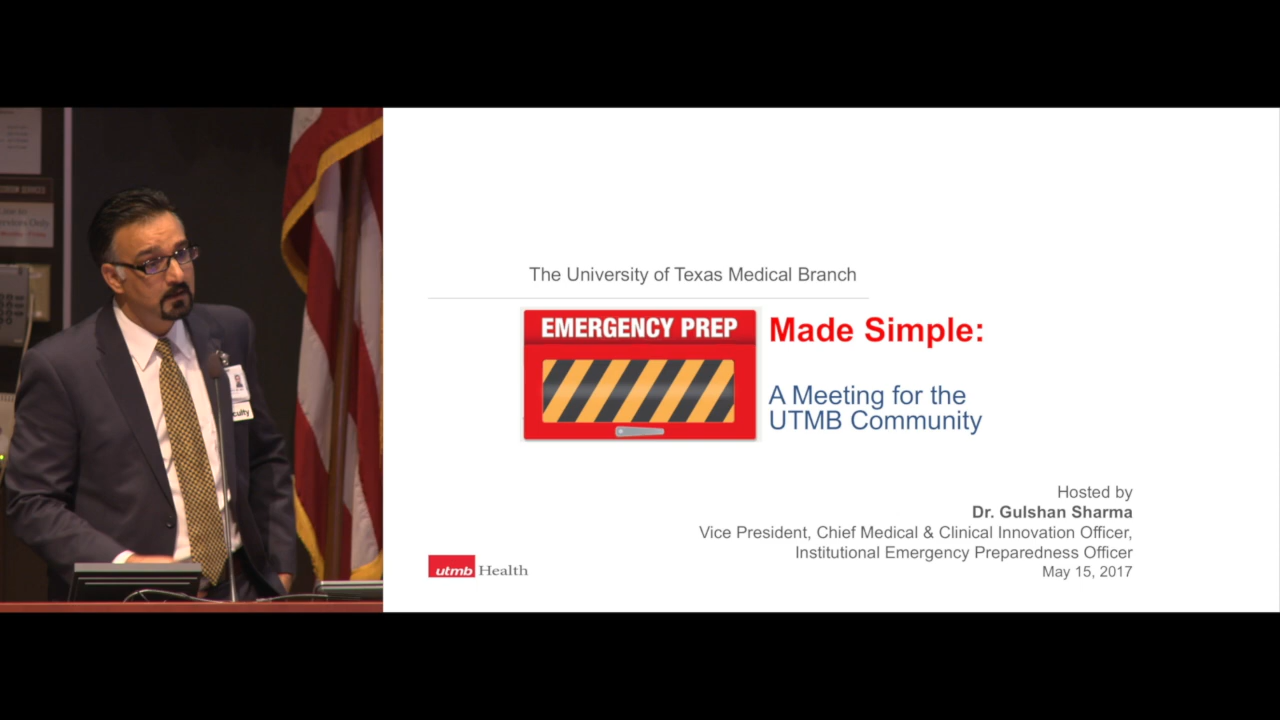 culty
The University of Texas Medical Branch
EMERGENCY PREP
Made Simple:
A Meeting for the
UTMB Community
Hosted by
Dr. Gulshan Sharma
Vice President, Chief Medical & Clinical Innovation Officer,
Institutional Emergency Preparedness Officer
May 15, 2017
utmb Health